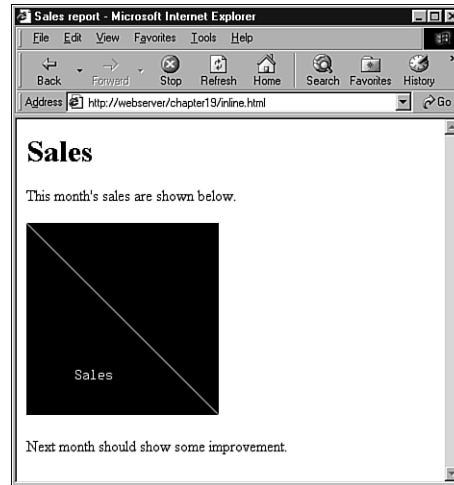 Sales report - Microsoft Internet Explorer
File Edit View Favorites Tools Help
Back Forward Stop Refresh Home Search Favorites History
Address http://webserver/chapter19/inline.html Go
Sales
This month's sales are shown below.
Sales
Next month should show some improvement.